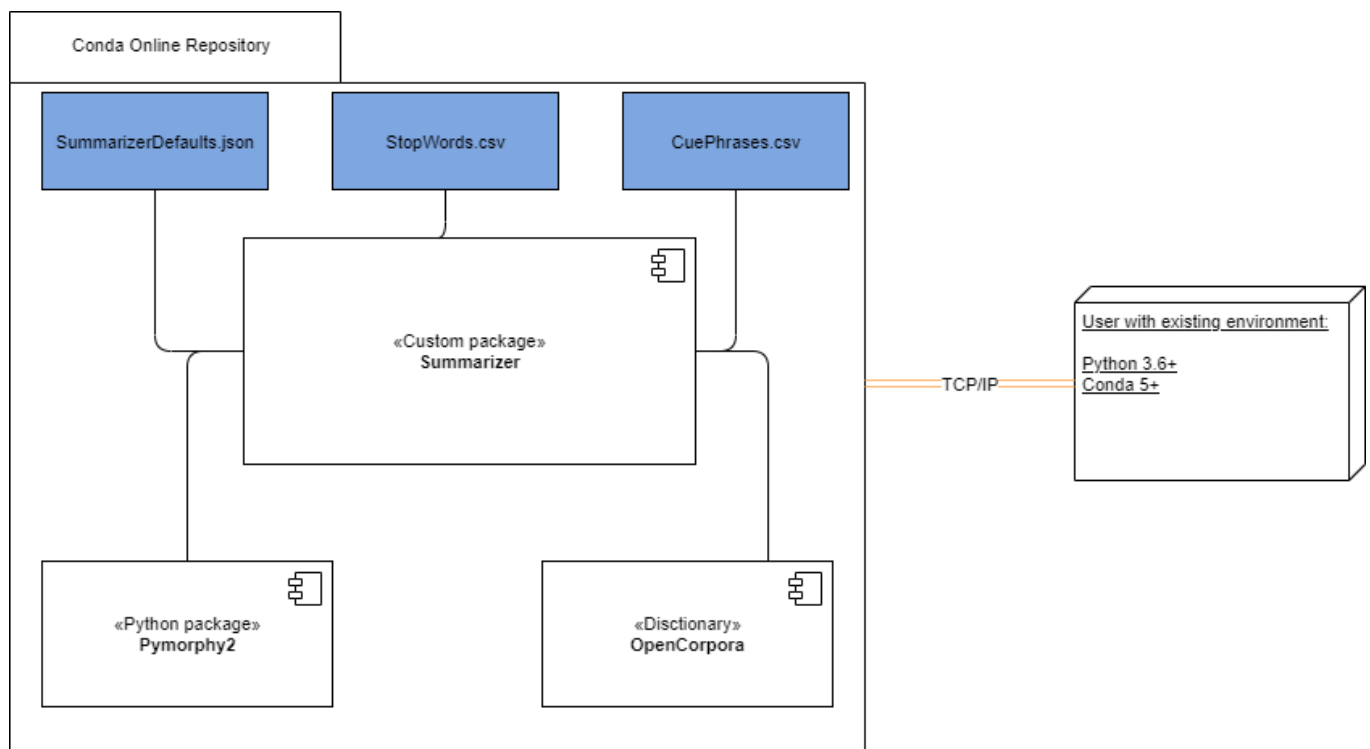 Conda Online Repository
SummarizerDefaults.json
StopWords.csv
CuePhrases.csv
«Custom package»
Summarizer
User with existing environment:
Python 3.6+
Conda 5+
TCP/IP
«Python package»
Pymorphy2
«Disctionary»
OpenCorpora